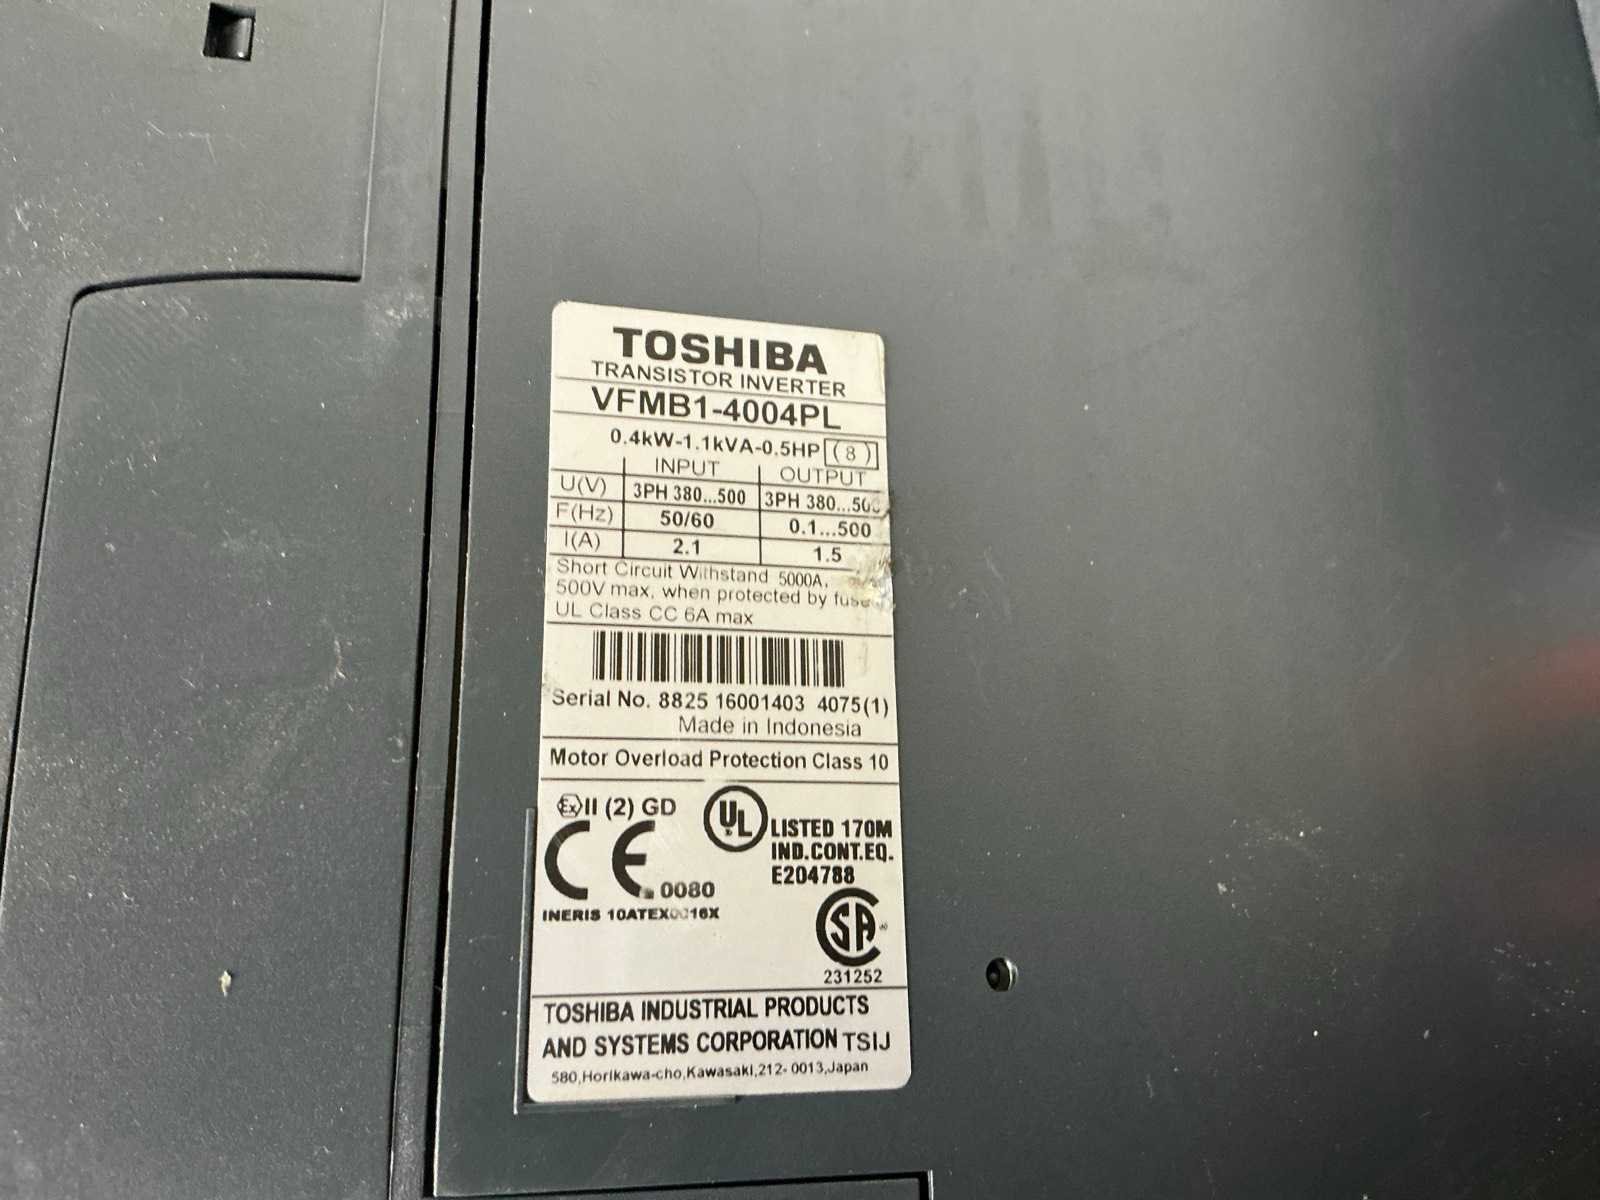 TOSHIBA
TRANSISTOR INVERTER
VFMB1-4004PL
0.4kW-1.1kVA-0.5HP (8)
INPUT OUTPUT
U(V) 3PH 380...500 3PH 380...500
F(Hz) 50/60 0.1...500
I(A) 2.1 1.5
Short Circuit Withstand 5000A,
500V max, when protected by fuse
UL Class CC 6A max
Serial No. 8825 16001403 4075(1)
Made in Indonesia
Motor Overload Protection Class 10
Ex II (2) GD
CE 0080
INERIS 10ATEX0016X
UL LISTED 170M
IND.CONT.EQ.
E204788
SA
231252
TOSHIBA INDUSTRIAL PRODUCTS
AND SYSTEMS CORPORATION TSIJ
580,Horikawa-cho,Kawasaki,212-0013,Japan